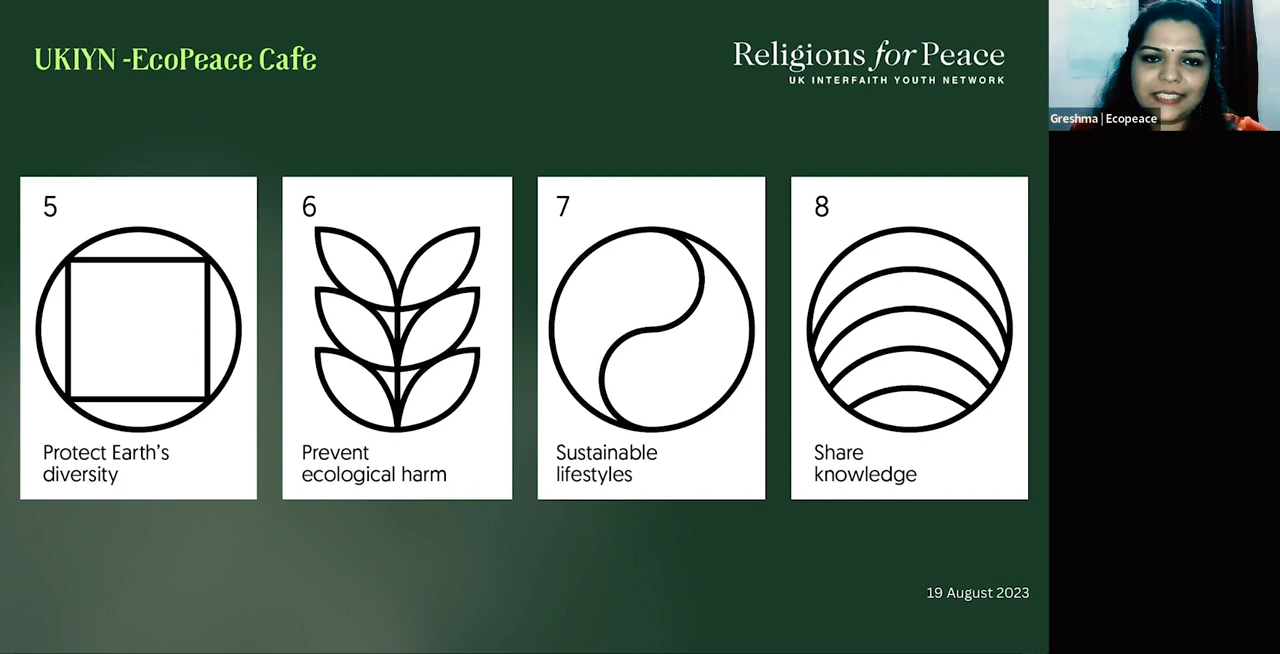 UKIYN -EcoPeace Cafe
Religions for Peace
UK INTERFAITH YOUTH NETWORK
Greshma | Ecopeace
5
Protect Earth's
diversity
6
Prevent
ecological harm
7
Sustainable
lifestyles
8
Share
knowledge
19 August 2023